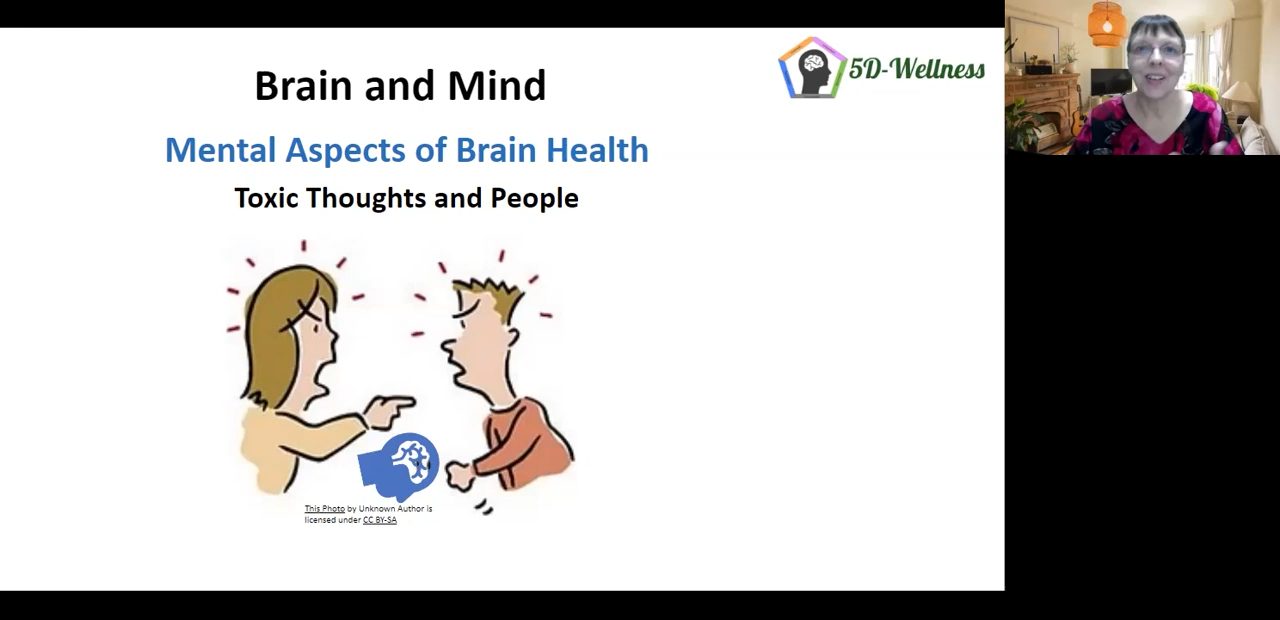 Brain and Mind
5D-Wellness
Mental Aspects of Brain Health
Toxic Thoughts and People
This Photo by Unknown Author is
licensed under CC BY-SA